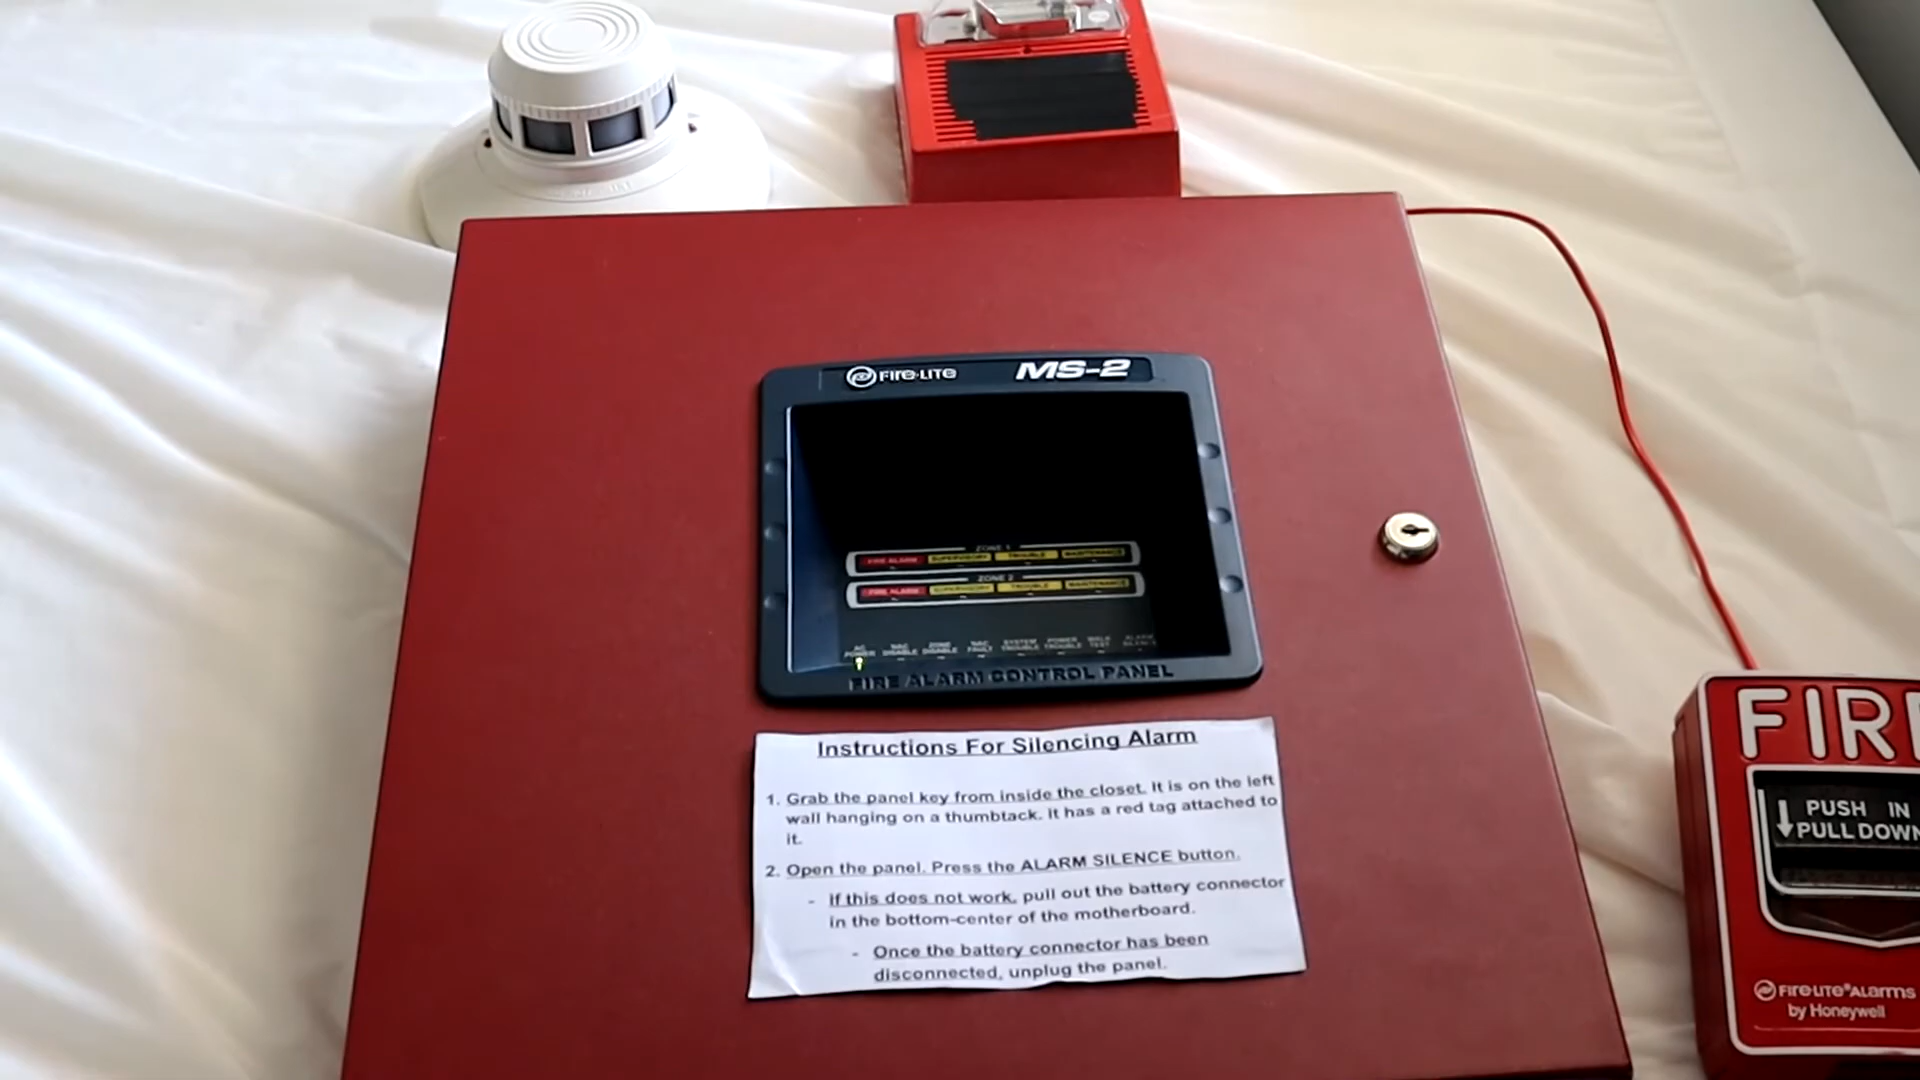 FIRE·LITE MS-2
ZONE 1
FIRE ALARM SUPERVISORY TROUBLE MAINTENANCE
ZONE 2
FIRE ALARM SUPERVISORY TROUBLE MAINTENANCE
AC POWER NAC DISABLE ZONE DISABLE NAC FAULT SYSTEM TROUBLE POWER TROUBLE WALK TEST ALARM SILENCE
FIRE ALARM CONTROL PANEL
Instructions For Silencing Alarm
1. Grab the panel key from inside the closet. It is on the left
wall hanging on a thumbtack. It has a red tag attached to
it.
2. Open the panel. Press the ALARM SILENCE button.
- If this does not work, pull out the battery connector
in the bottom-center of the motherboard.
- Once the battery connector has been
disconnected, unplug the panel.
FIR
PUSH IN
PULL DOWN
FIRE·LITE® ALARMS
by Honeywell